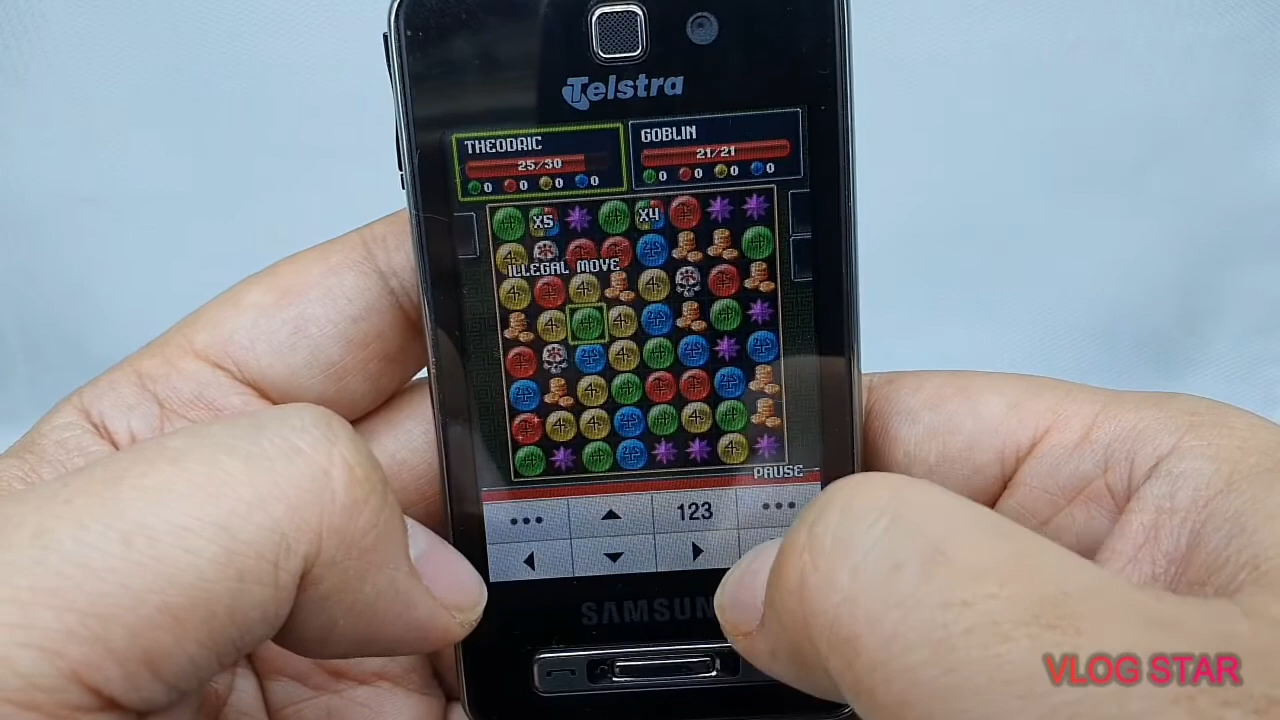 Telstra
THEODRIC
25/30
0 0 0 0
GOBLIN
21/21
0 0 0 0
X5 X4
ILLEGAL MOVE
PAUSE
123
SAMSUN
VLOG STAR